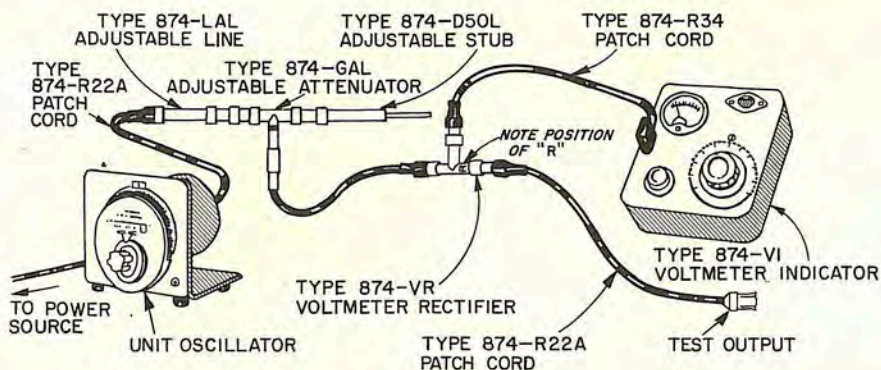 TYPE 874-LAL
ADJUSTABLE LINE
TYPE 874-D50L
ADJUSTABLE STUB
TYPE 874-R34
PATCH CORD
TYPE
874-R22A
PATCH
CORD
TYPE 874-GAL
ADJUSTABLE ATTENUATOR
NOTE POSITION
OF "R"
R
TYPE 874-VI
VOLTMETER INDICATOR
TYPE 874-VR
VOLTMETER RECTIFIER
TO POWER
SOURCE
UNIT OSCILLATOR
TYPE 874-R22A
PATCH CORD
TEST OUTPUT